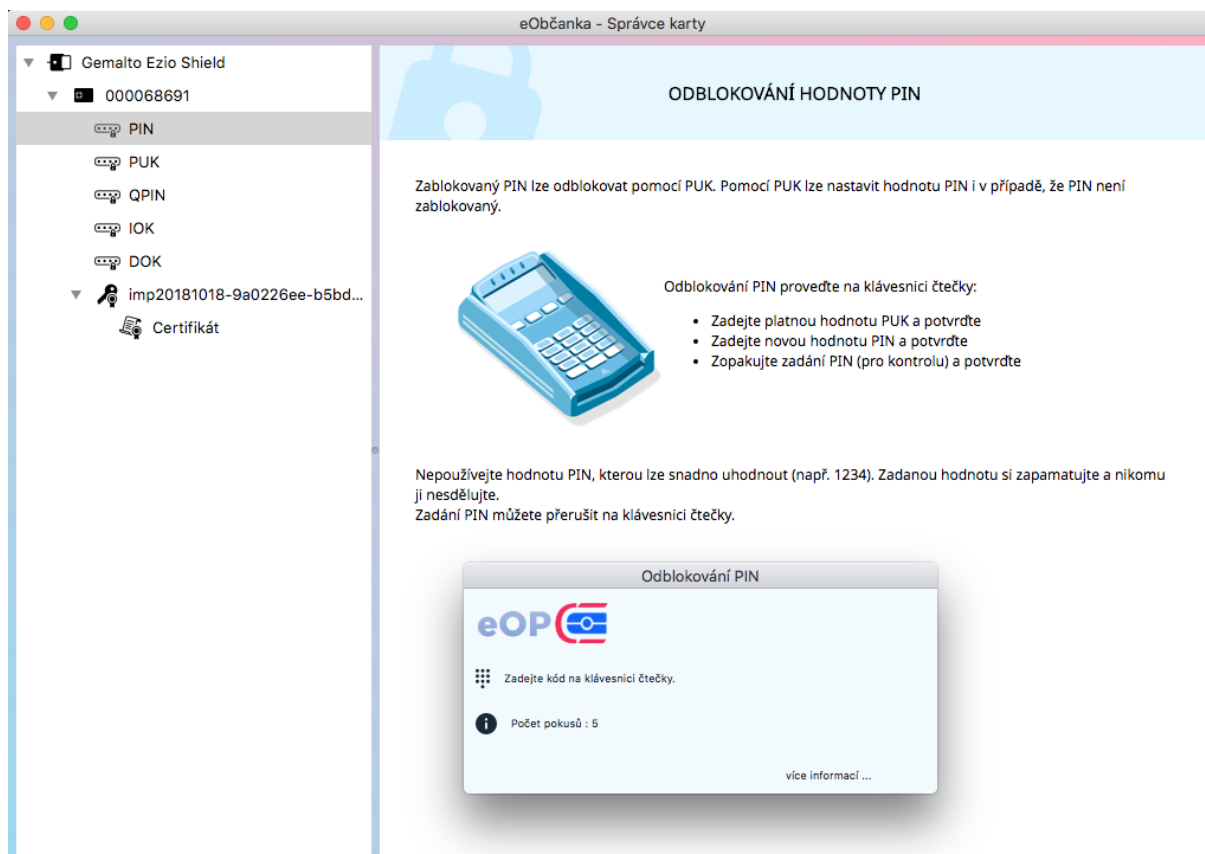 eObčanka - Správce karty
Gemalto Ezio Shield
000068691
PIN
PUK
QPIN
IOK
DOK
imp20181018-9a0226ee-b5bd...
Certifikát
ODBLOKOVÁNÍ HODNOTY PIN
Zablokovaný PIN lze odblokovat pomocí PUK. Pomocí PUK lze nastavit hodnotu PIN i v případě, že PIN není
zablokovaný.
Odblokování PIN proveďte na klávesnici čtečky:
• Zadejte platnou hodnotu PUK a potvrďte
• Zadejte novou hodnotu PIN a potvrďte
• Zopakujte zadání PIN (pro kontrolu) a potvrďte
Nepoužívejte hodnotu PIN, kterou lze snadno uhodnout (např. 1234). Zadanou hodnotu si zapamatujte a nikomu
ji nesdělujte.
Zadání PIN můžete přerušit na klávesnici čtečky.
Odblokování PIN
eOP
Zadejte kód na klávesnici čtečky.
Počet pokusů : 5
více informací ...